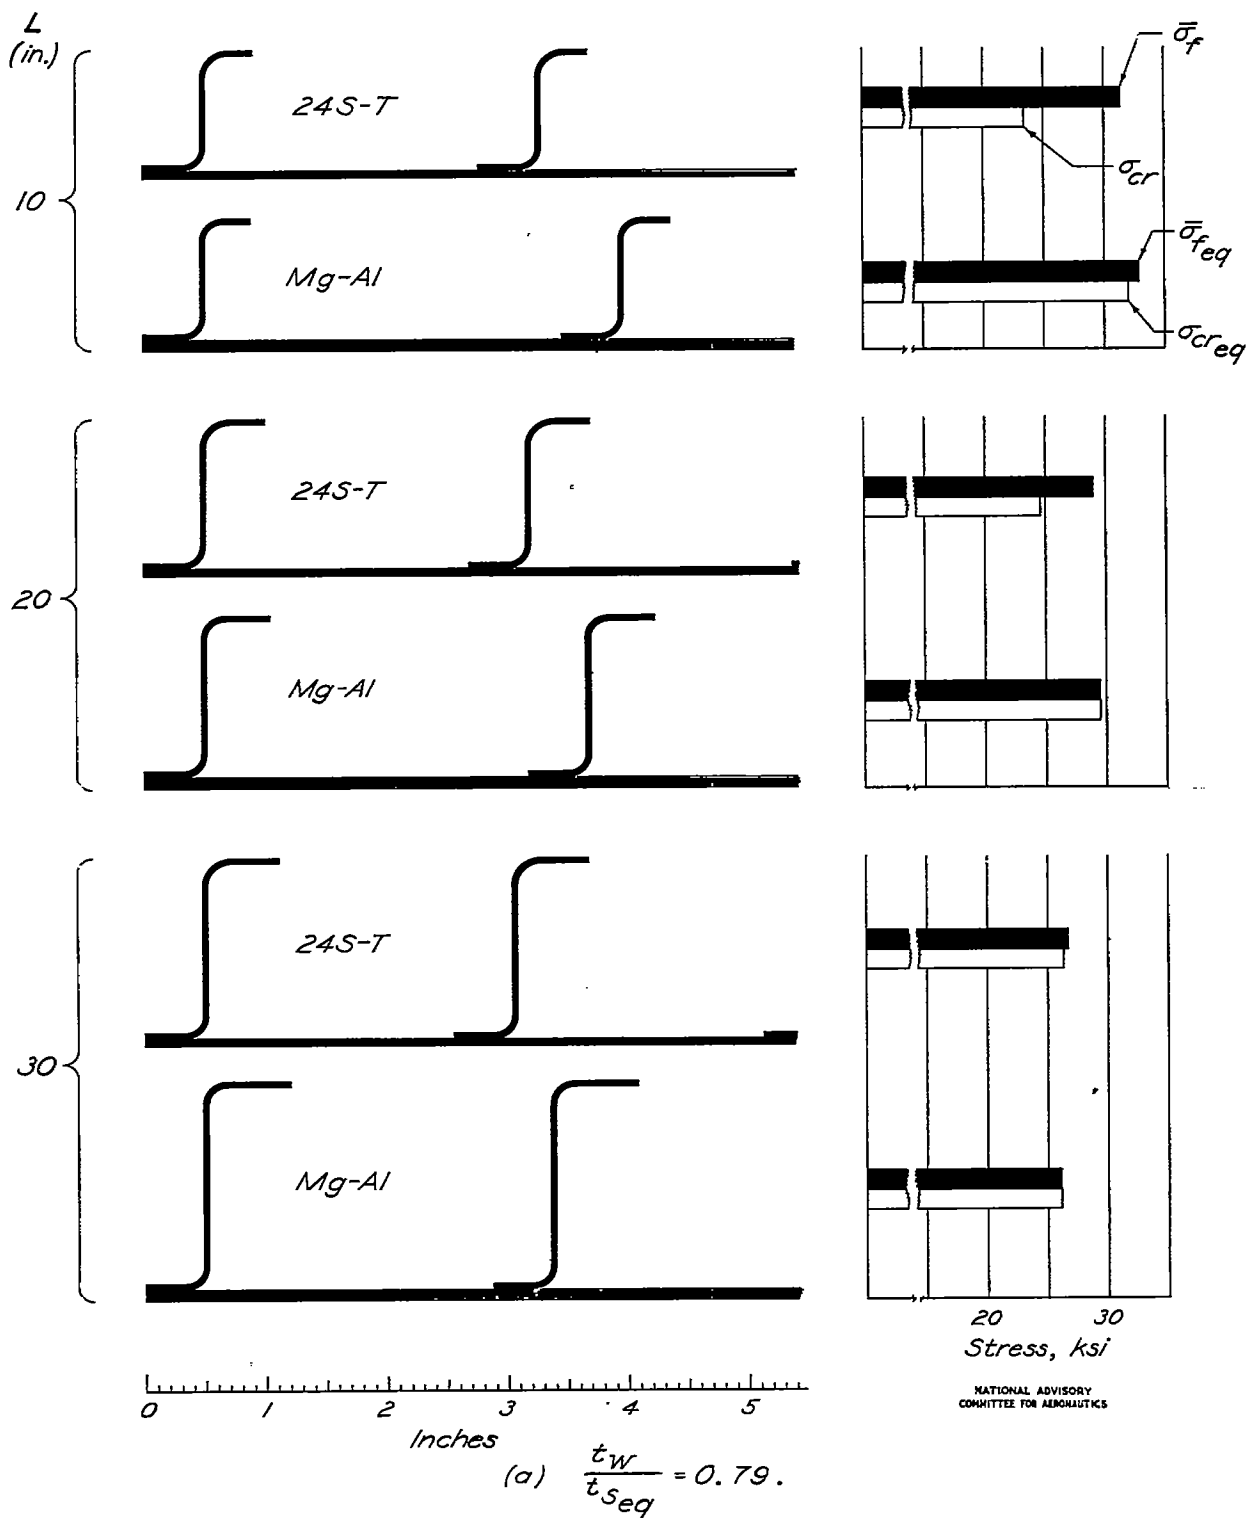 L
(in.)
10
24S-T
Mg-Al
σ̄f
σcr
σ̄feq
σcreq
20
24S-T
Mg-Al
30
24S-T
Mg-Al
20 30
Stress, ksi
NATIONAL ADVISORY
COMMITTEE FOR AERONAUTICS
0 1 2 3 4 5
Inches
(a) tW/tSeq = 0.79.